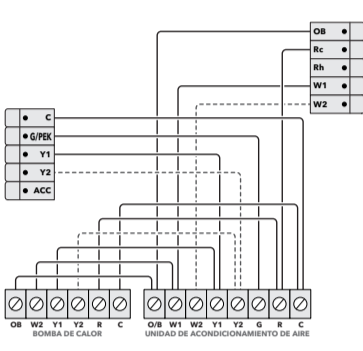 OB
Rc
Rh
W1
W2
C
G/PEK
Y1
Y2
ACC
OB W2 Y1 Y2 R C
BOMBA DE CALOR
O/B W1 W2 Y1 Y2 G R C
UNIDAD DE ACONDICIONAMIENTO DE AIRE